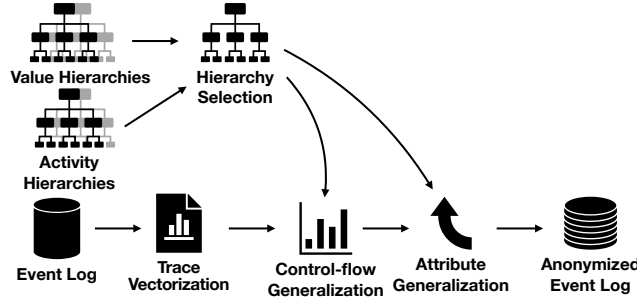 Value Hierarchies
Hierarchy
Selection
Activity
Hierarchies
Event Log
Trace
Vectorization
Control-flow
Generalization
Attribute
Generalization
Anonymized
Event Log